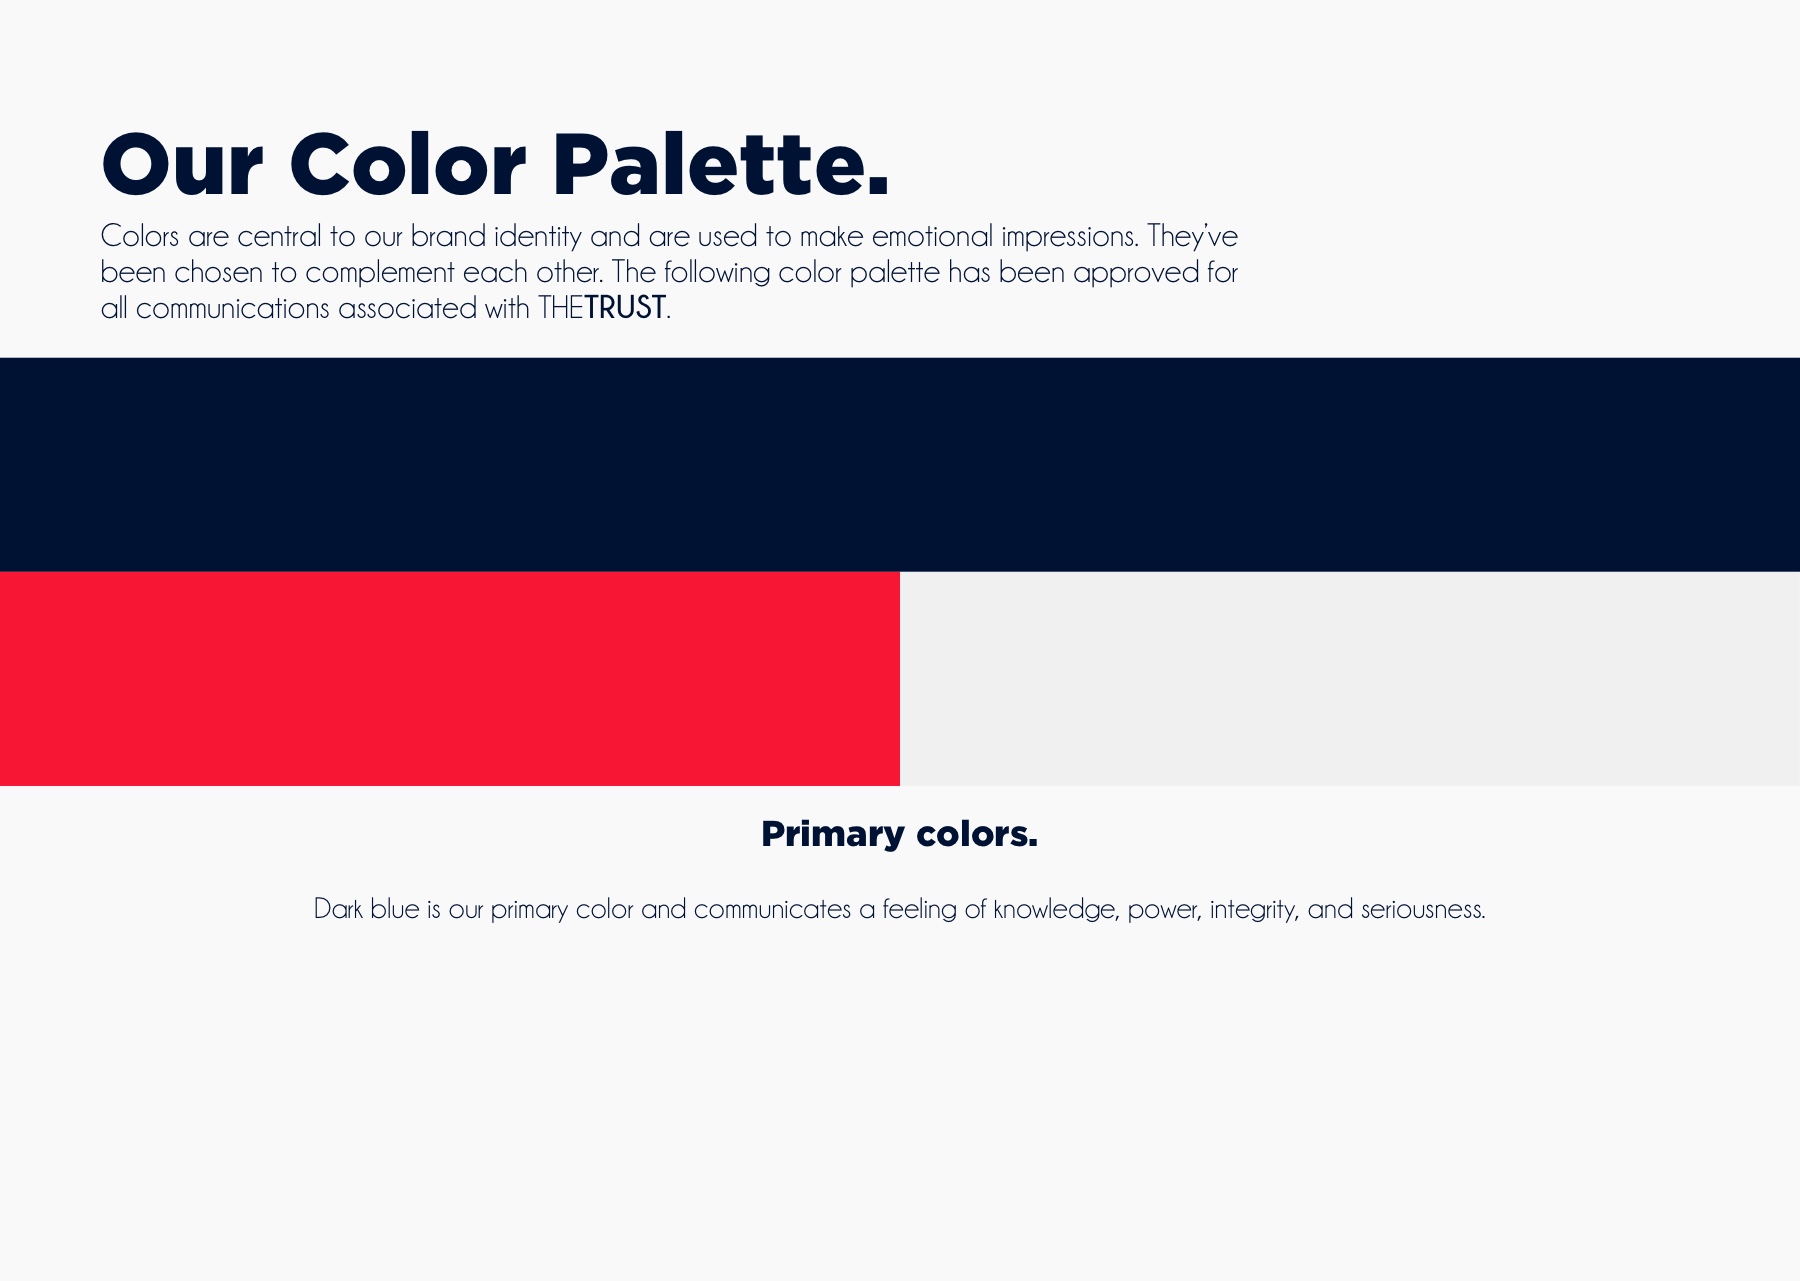 Our Color Palette.
Colors are central to our brand identity and are used to make emotional impressions. They've
been chosen to complement each other. The following color palette has been approved for
all communications associated with THETRUST.
Primary colors.
Dark blue is our primary color and communicates a feeling of knowledge, power, integrity, and seriousness.